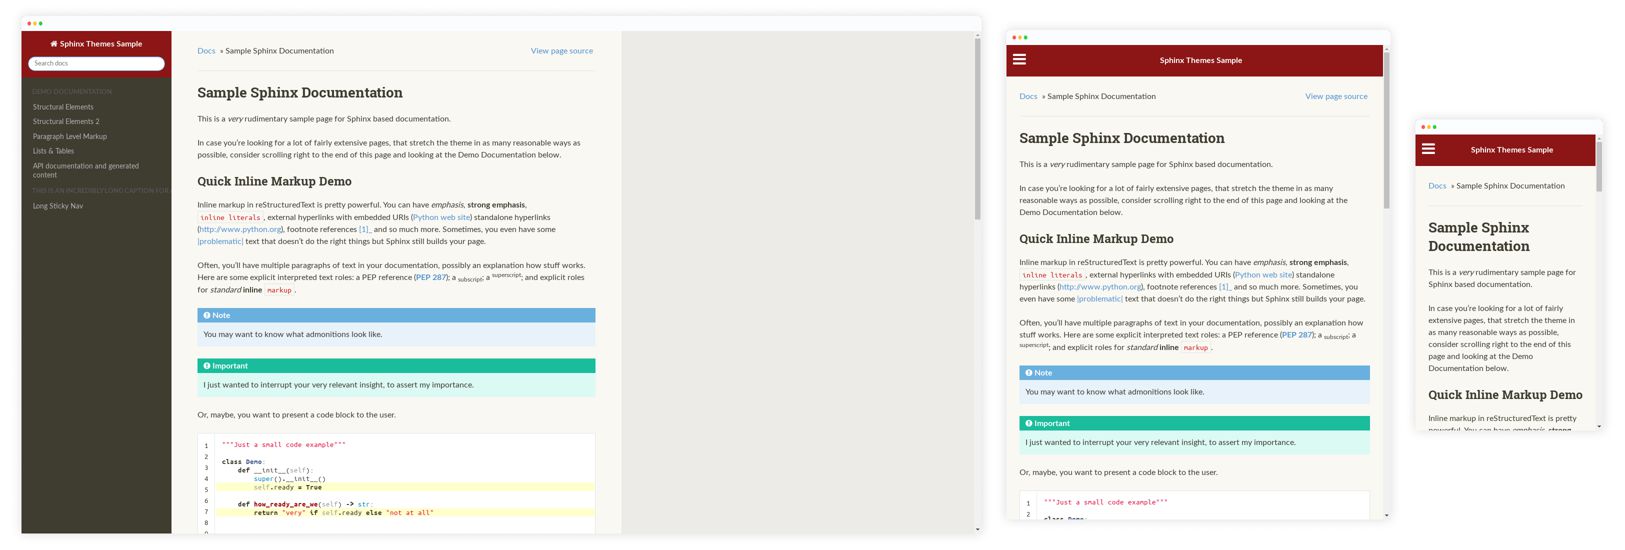 Sphinx Themes Sample
Search docs
DEMO DOCUMENTATION
Structural Elements
Structural Elements 2
Paragraph Level Markup
Lists & Tables
API documentation and generated
content
THIS IS AN INCREDIBLY LONG CAPTION FOR
Long Sticky Nav
Docs » Sample Sphinx Documentation View page source
Sample Sphinx Documentation
This is a very rudimentary sample page for Sphinx based documentation.
In case you're looking for a lot of fairly extensive pages, that stretch the theme in as many reasonable ways as
possible, consider scrolling right to the end of this page and looking at the Demo Documentation below.
Quick Inline Markup Demo
Inline markup in reStructuredText is pretty powerful. You can have emphasis, strong emphasis,
inline literals, external hyperlinks with embedded URIs (Python web site) standalone hyperlinks
(http://www.python.org), footnote references [1]_ and so much more. Sometimes, you even have some
|problematic| text that doesn't do the right things but Sphinx still builds your page.
Often, you'll have multiple paragraphs of text in your documentation, possibly an explanation how stuff works.
Here are some explicit interpreted text roles: a PEP reference (PEP 287); a subscript; a superscript; and explicit roles
for standard inline markup.
Note
You may want to know what admonitions look like.
Important
I just wanted to interrupt your very relevant insight, to assert my importance.
Or, maybe, you want to present a code block to the user.
1 """Just a small code example"""
2
3 class Demo:
4 def __init__(self):
5 super().__init__()
6 self.ready = True
7
8 def how_ready_are_we(self) -> str:
9 return "very" if self.ready else "not at all"
Sphinx Themes Sample
Docs » Sample Sphinx Documentation View page source
Sample Sphinx Documentation
This is a very rudimentary sample page for Sphinx based documentation.
In case you're looking for a lot of fairly extensive pages, that stretch the theme in as many
reasonable ways as possible, consider scrolling right to the end of this page and looking at the
Demo Documentation below.
Quick Inline Markup Demo
Inline markup in reStructuredText is pretty powerful. You can have emphasis, strong emphasis,
inline literals, external hyperlinks with embedded URIs (Python web site) standalone
hyperlinks (http://www.python.org), footnote references [1]_ and so much more. Sometimes, you
even have some |problematic| text that doesn't do the right things but Sphinx still builds your page.
Often, you'll have multiple paragraphs of text in your documentation, possibly an explanation how
stuff works. Here are some explicit interpreted text roles: a PEP reference (PEP 287); a subscript; a
superscript; and explicit roles for standard inline markup.
Note
You may want to know what admonitions look like.
Important
I just wanted to interrupt your very relevant insight, to assert my importance.
Or, maybe, you want to present a code block to the user.
1 """Just a small code example"""
2
class Demo:
Sphinx Themes Sample
Docs » Sample Sphinx Documentation
Sample Sphinx
Documentation
This is a very rudimentary sample page for
Sphinx based documentation.
In case you're looking for a lot of fairly
extensive pages, that stretch the theme in
as many reasonable ways as possible,
consider scrolling right to the end of this
page and looking at the Demo
Documentation below.
Quick Inline Markup Demo
Inline markup in reStructuredText is pretty
powerful. You can have emphasis, strong